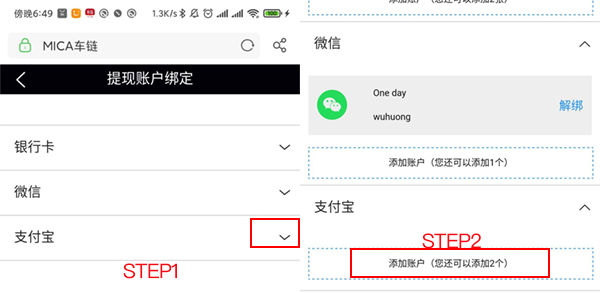 傍晚6:49
1.3K/s
100
MICA车链
提现账户绑定
银行卡
微信
支付宝
STEP1
添加账户（您还可以添加2张）
微信
One day
wuhuong
解绑
添加账户（您还可以添加1个）
支付宝
STEP2
添加账户（您还可以添加2个）